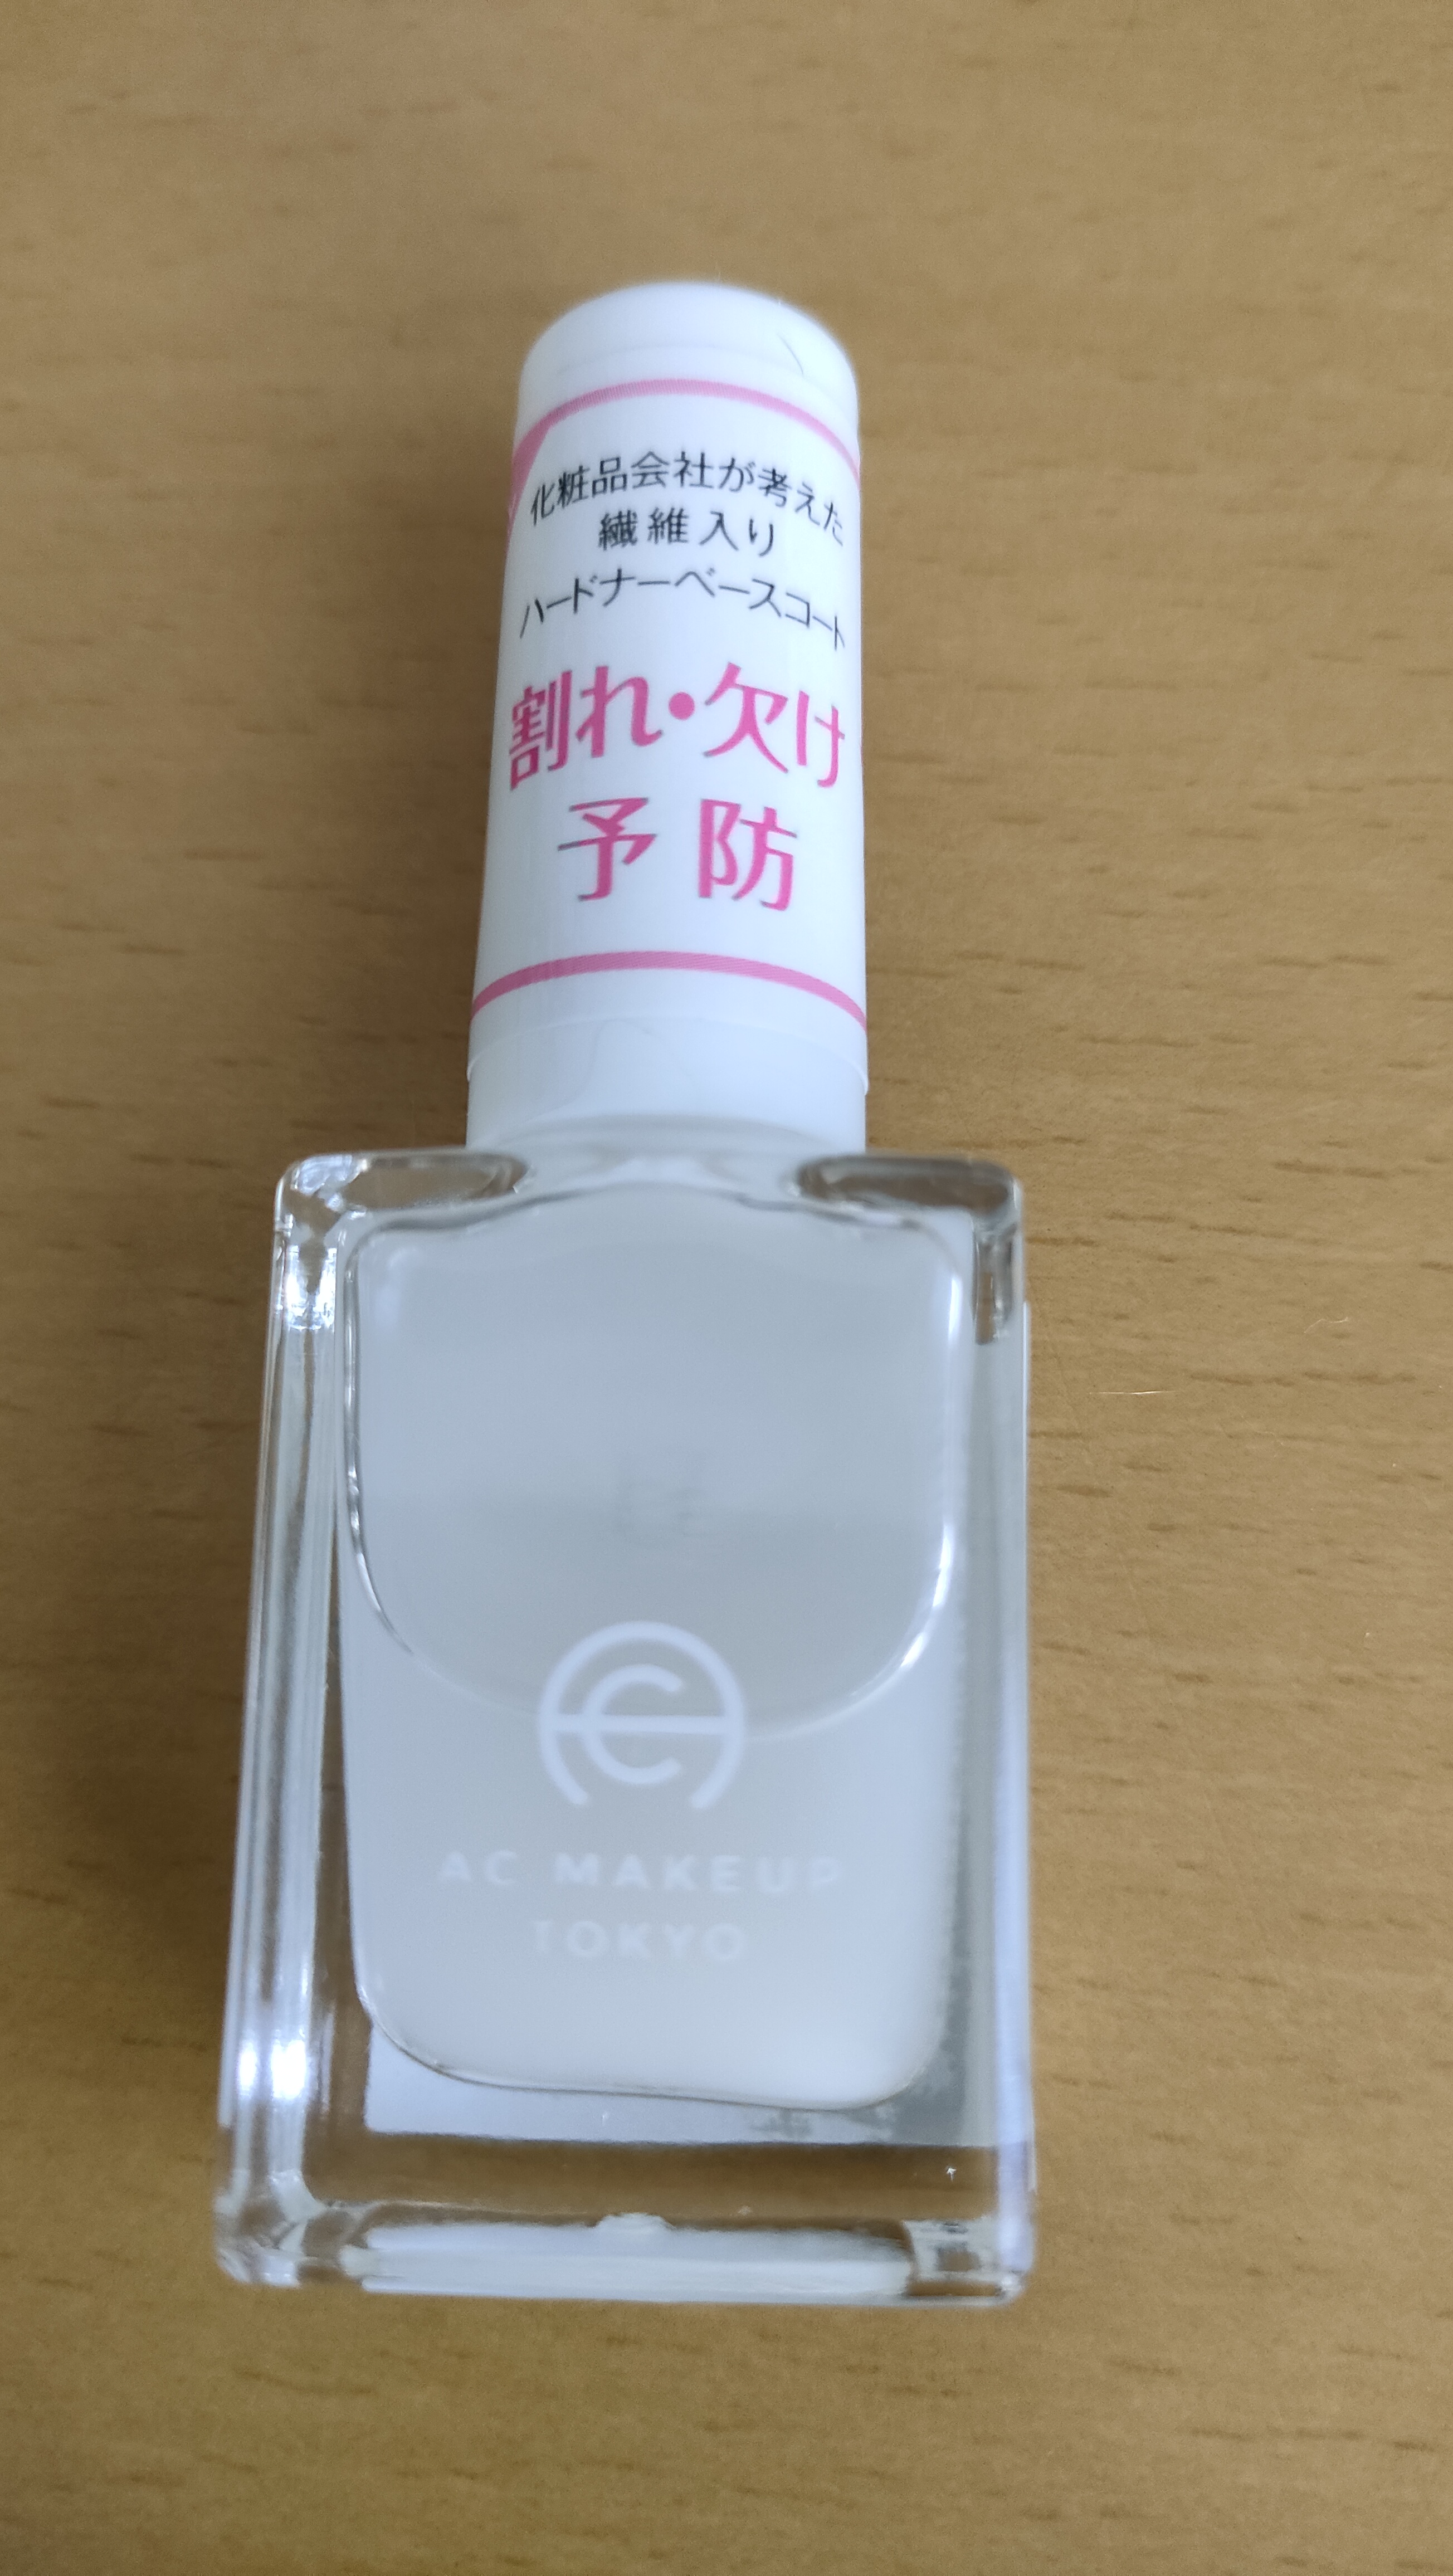 化粧品会社が考えた
繊維入り
ハードナーベースコート
割れ・欠け
予防
AC MAKEUP
TOKYO